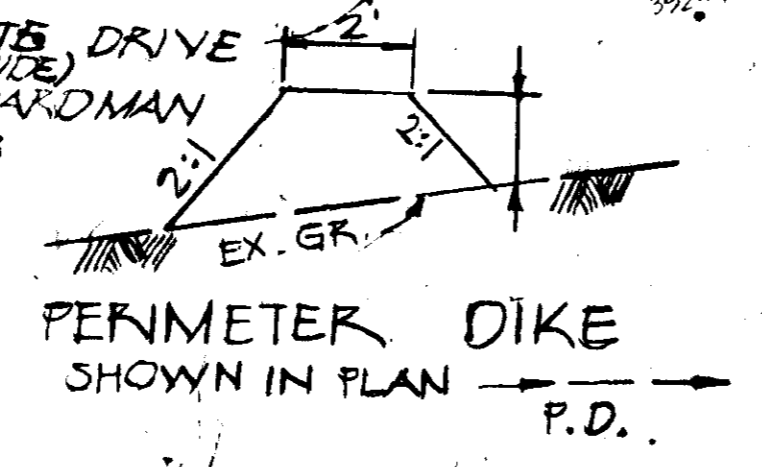 DRIVE
2'
2:1
2:1
EX. GR.
PERIMETER DIKE
SHOWN IN PLAN
P.D.